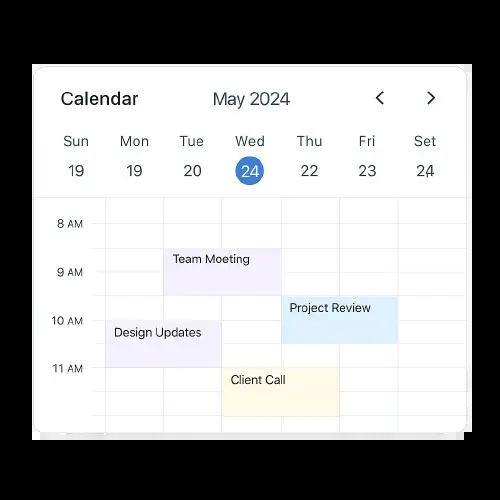 Calendar May 2024
Sun Mon Tue Wed Thu Fri Set
19 19 20 24 22 23 24
8 AM
Team Moeting
9 AM
Project Review
10 AM
Design Updates
11 AM
Client Call